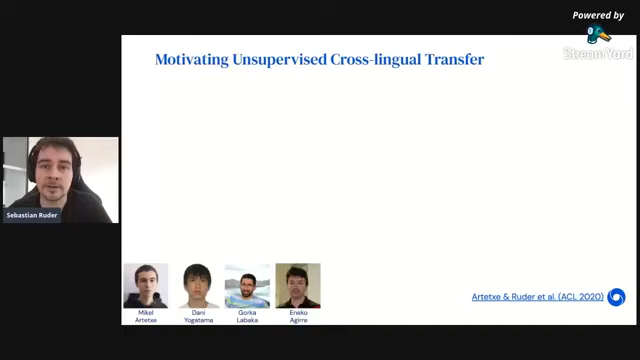 Powered by
StreamYard
Motivating Unsupervised Cross-lingual Transfer
Sebastian Ruder
Mikel
Artetxe
Dani
Yogatama
Gorka
Labaka
Eneko
Agirre
Artetxe & Ruder et al. (ACL 2020)